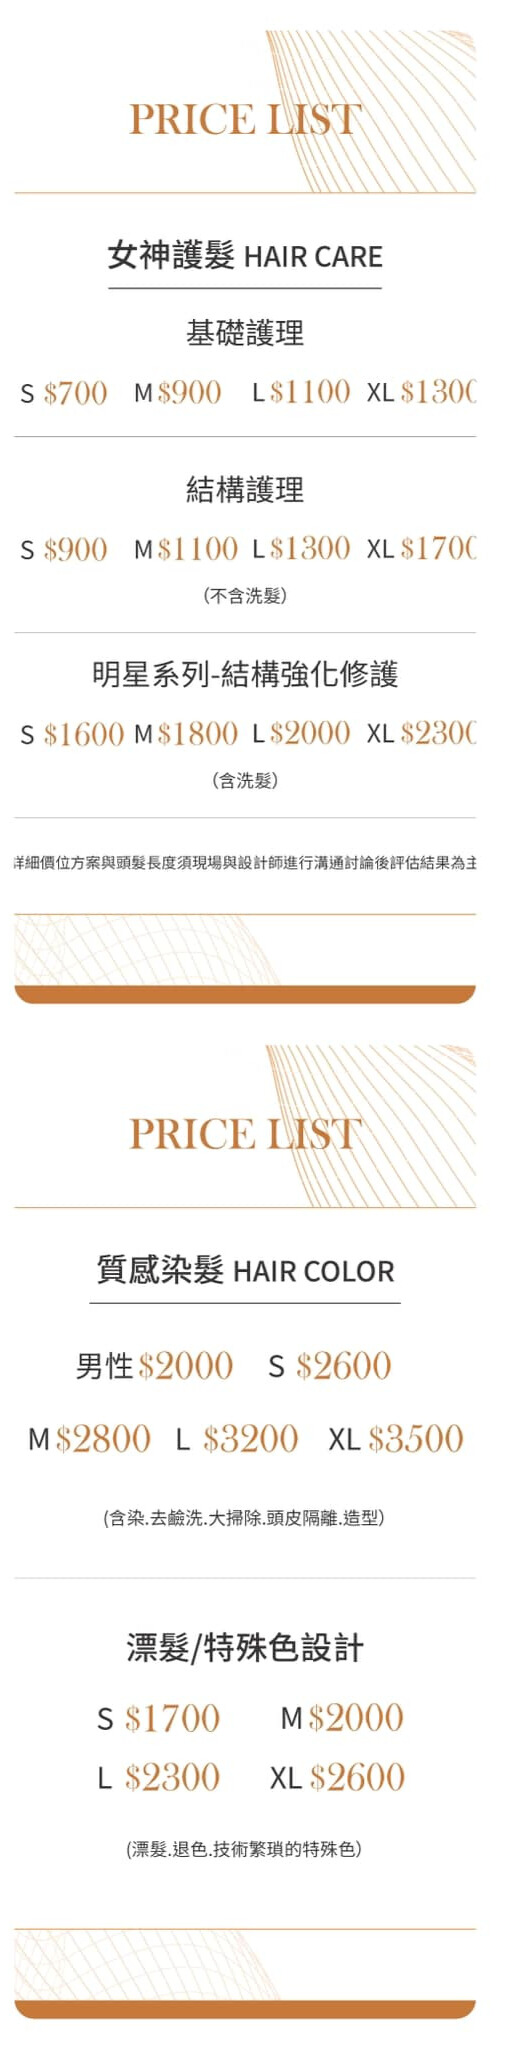 PRICE LIST
女神護髮 HAIR CARE
基礎護理
S $700 M $900 L $1100 XL $1300
結構護理
S $900 M $1100 L $1300 XL $1700
(不含洗髮)
明星系列-結構強化修護
S $1600 M $1800 L $2000 XL $2300
(含洗髮)
詳細價位方案與頭髮長度須現場與設計師進行溝通討論後評估結果為主
PRICE LIST
質感染髮 HAIR COLOR
男性 $2000 S $2600
M $2800 L $3200 XL $3500
(含染.去鹼洗.大掃除.頭皮隔離.造型)
漂髮/特殊色設計
S $1700 M $2000
L $2300 XL $2600
(漂髮.退色.技術繁瑣的特殊色)